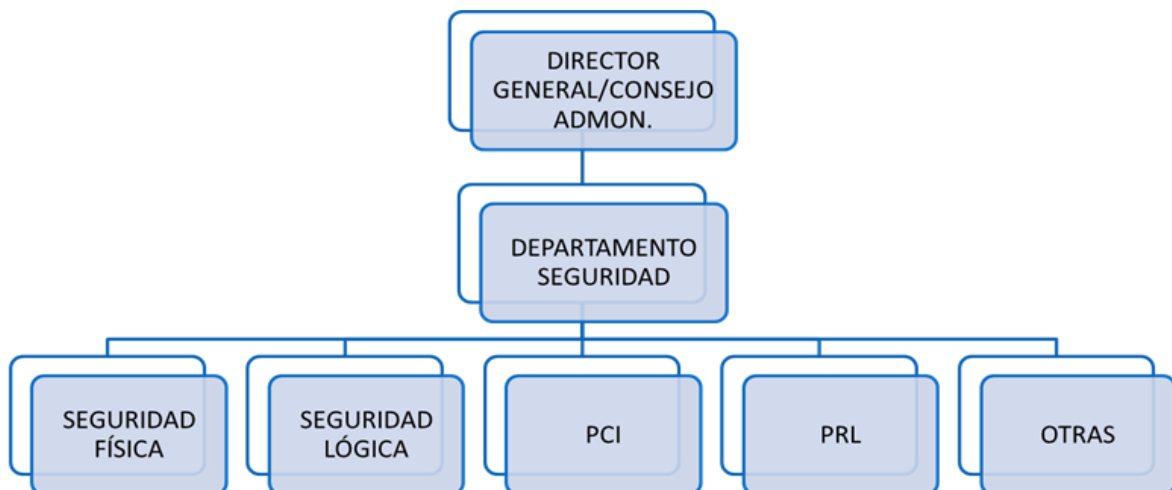 DIRECTOR
GENERAL/CONSEJO
ADMON.
DEPARTAMENTO
SEGURIDAD
SEGURIDAD
FÍSICA
SEGURIDAD
LÓGICA
PCI
PRL
OTRAS